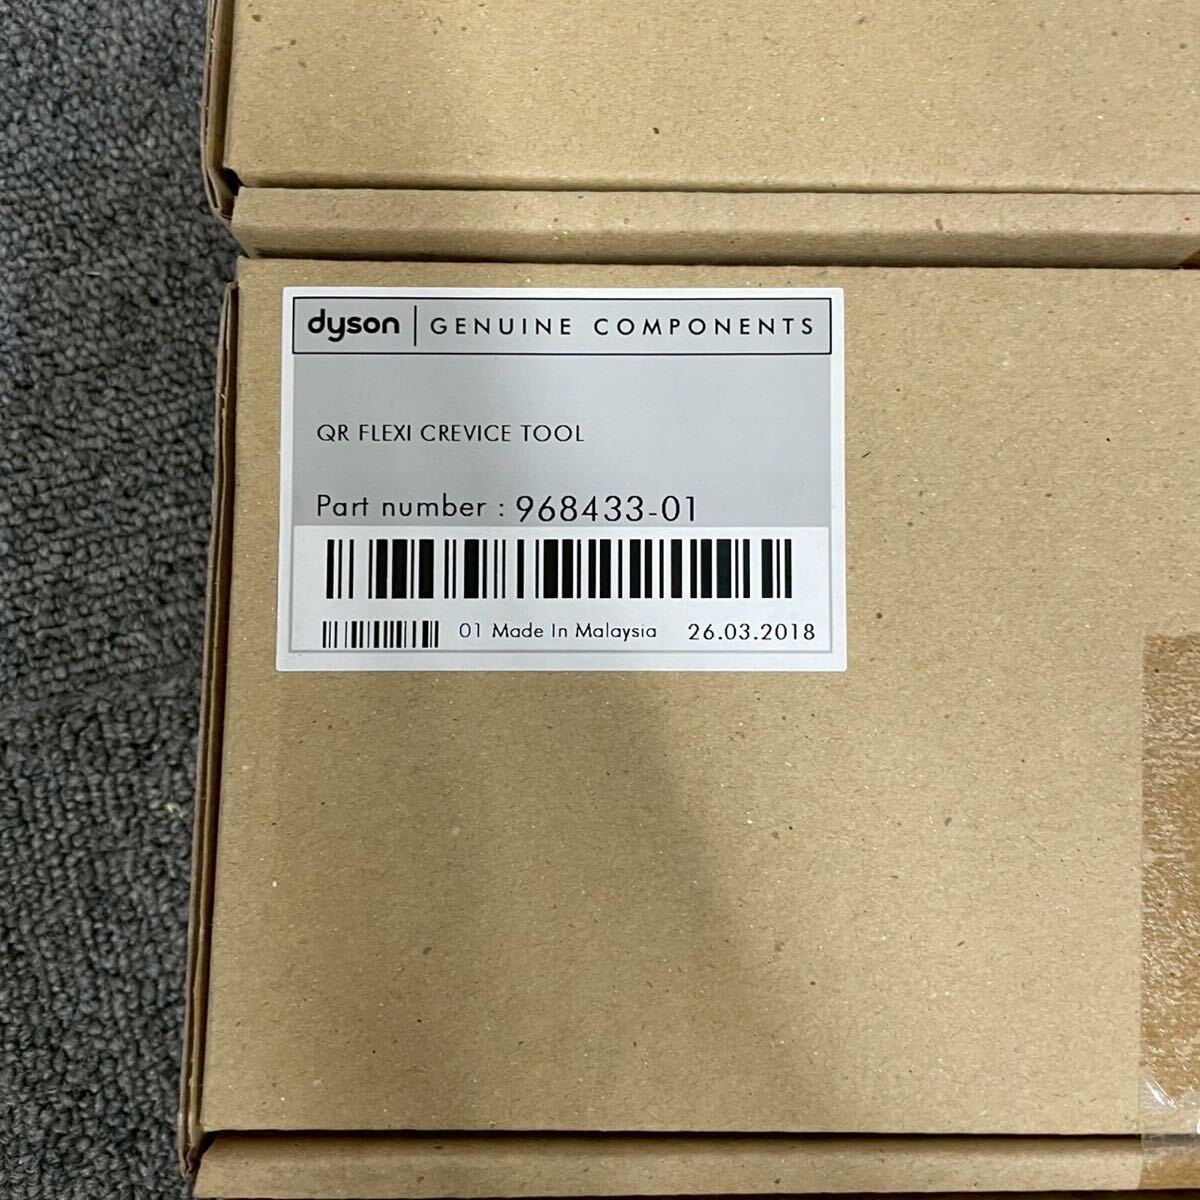 dyson | GENUINE COMPONENTS
QR FLEXI CREVICE TOOL
Part number : 968433-01
01 Made In Malaysia 26.03.2018